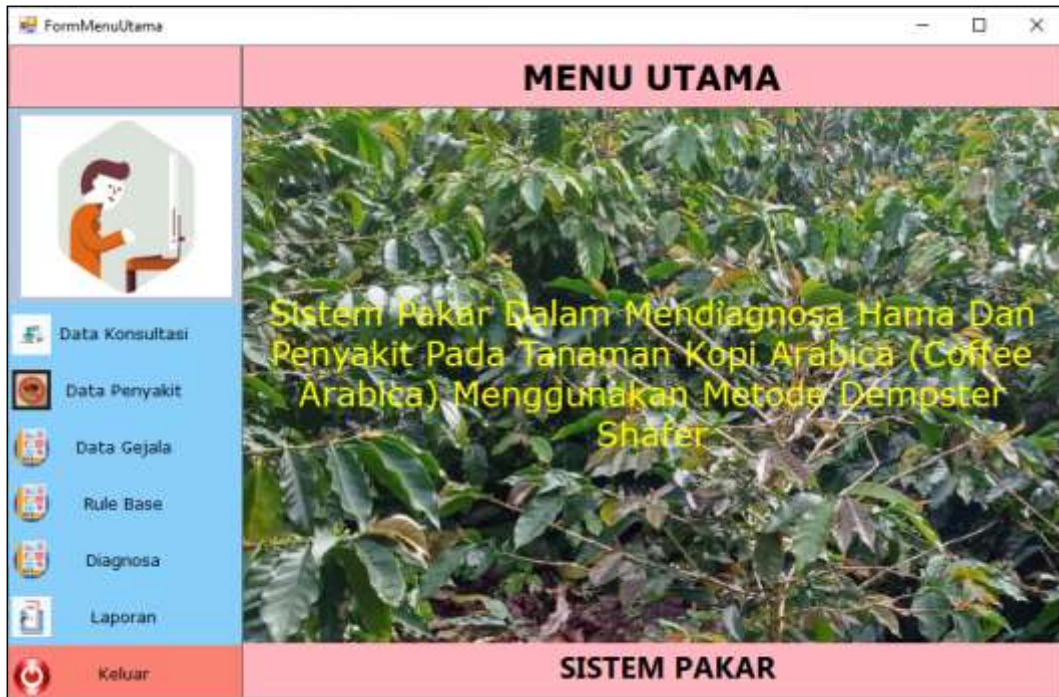 FormMenuUtama
MENU UTAMA
Data Konsultasi
Data Penyakit
Data Gejala
Rule Base
Diagnosa
Laporan
Keluar
Sistem Pakar Dalam Mendiagnosa Hama Dan
Penyakit Pada Tanaman Kopi Arabica (Coffee
Arabica) Menggunakan Metode Dempster
Shafer
SISTEM PAKAR